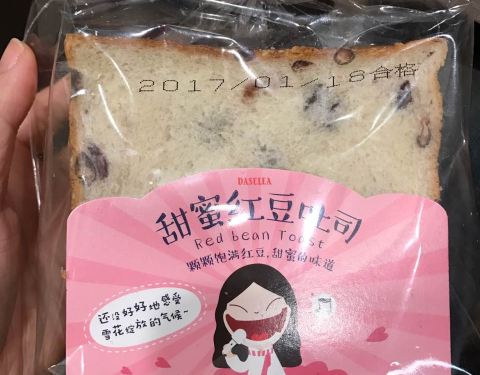 2017/01/18合格
DASELEA
甜蜜红豆吐司
Red bean Toast
颗颗饱满红豆,甜蜜的味道
还没好好地感受
雪花绽放的气候~